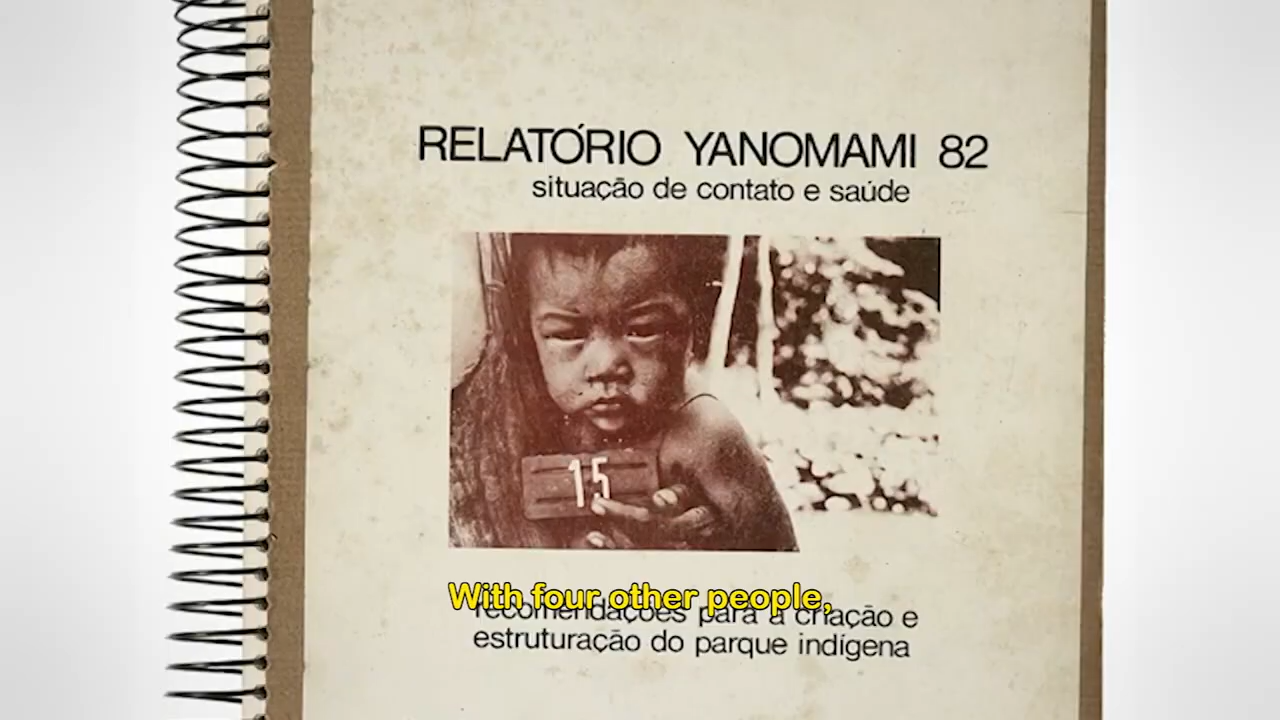 RELATÓRIO YANOMAMI 82
situação de contato e saúde
15
With four other people,
recomendações para a criação e
estruturação do parque indígena